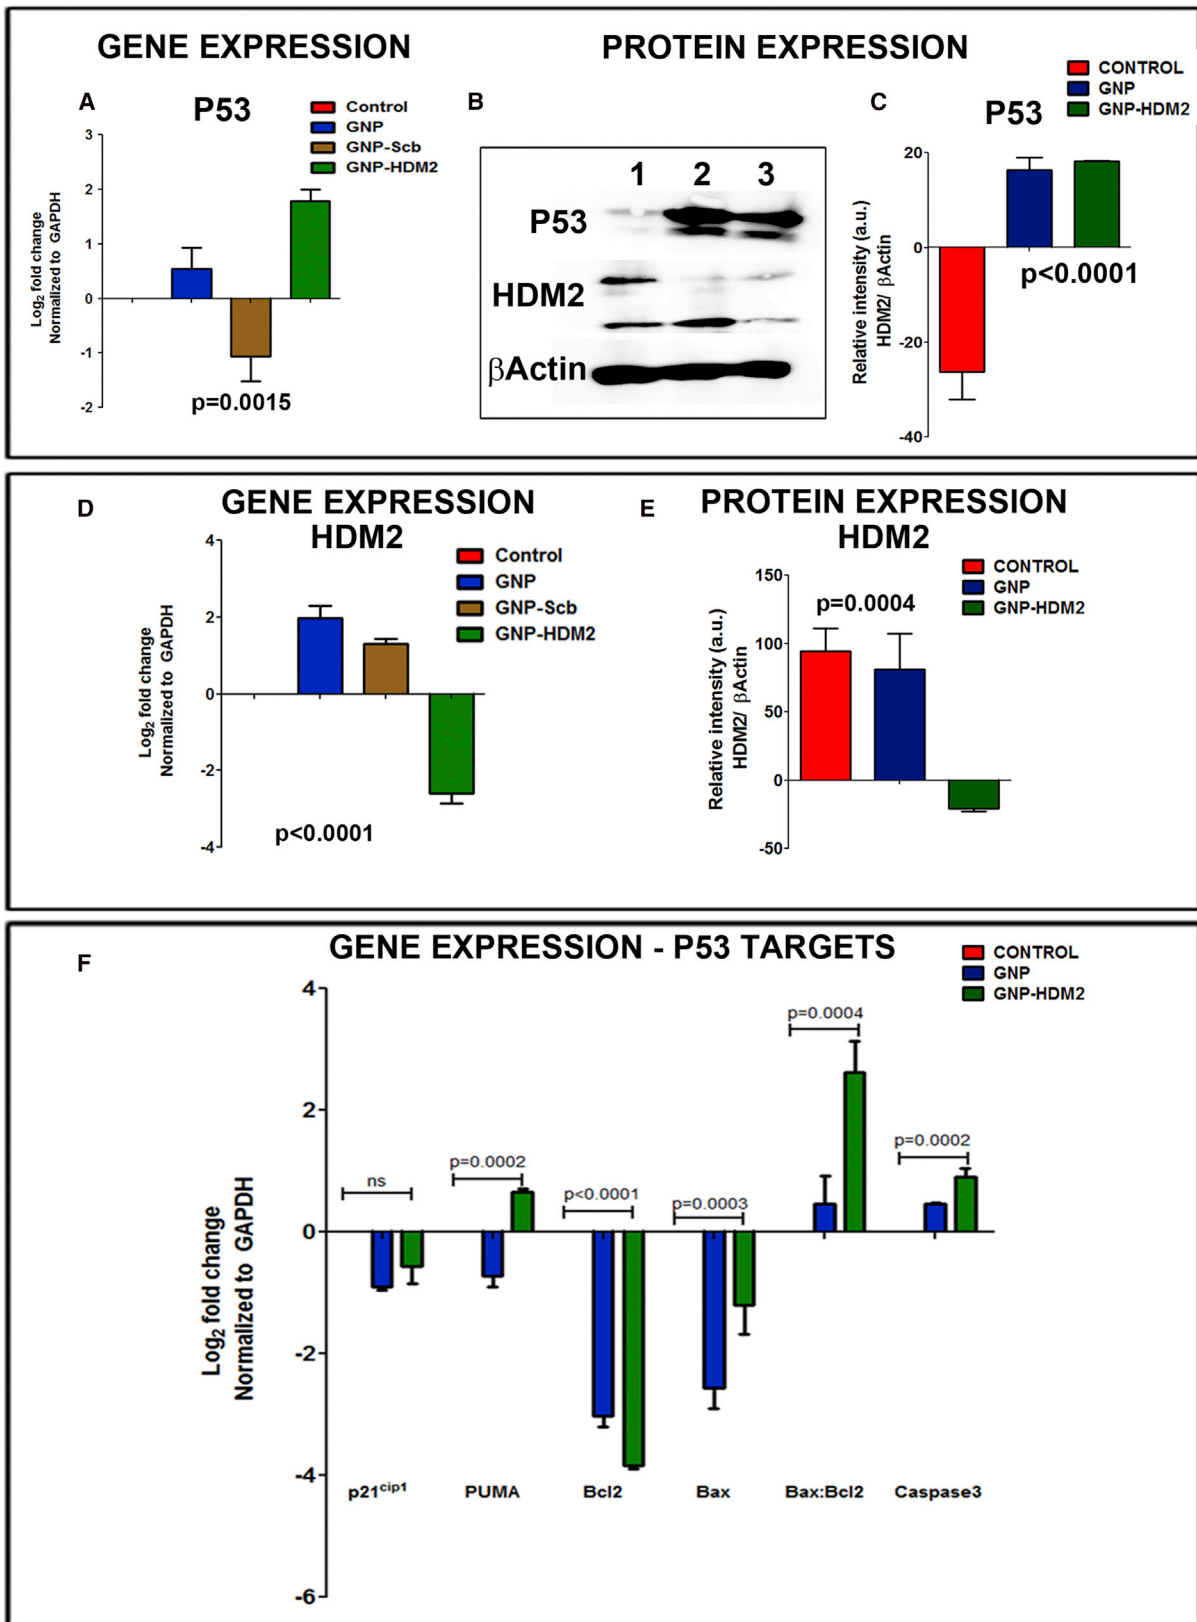 GENE EXPRESSION
PROTEIN EXPRESSION
A
P53
Control
GNP
GNP-Scb
GNP-HDM2
3
2
1
0
-1
-2
Log2 fold change
Normalized to GAPDH
p=0.0015
B
1 2 3
P53
HDM2
βActin
C
P53
CONTROL
GNP
GNP-HDM2
20
0
-20
-40
Relative intensity (a.u.)
HDM2/ βActin
p<0.0001
D
GENE EXPRESSION
HDM2
Control
GNP
GNP-Scb
GNP-HDM2
4
2
0
-2
-4
Log2 fold change
Normalized to GAPDH
p<0.0001
E
PROTEIN EXPRESSION
HDM2
CONTROL
GNP
GNP-HDM2
150
100
50
0
-50
Relative intensity (a.u.)
HDM2/ βActin
p=0.0004
F
GENE EXPRESSION - P53 TARGETS
CONTROL
GNP
GNP-HDM2
4
2
0
-2
-4
-6
Log2 fold change
Normalized to GAPDH
ns
p=0.0002
p<0.0001
p=0.0003
p=0.0004
p=0.0002
p21cip1 PUMA Bcl2 Bax Bax:Bcl2 Caspase3